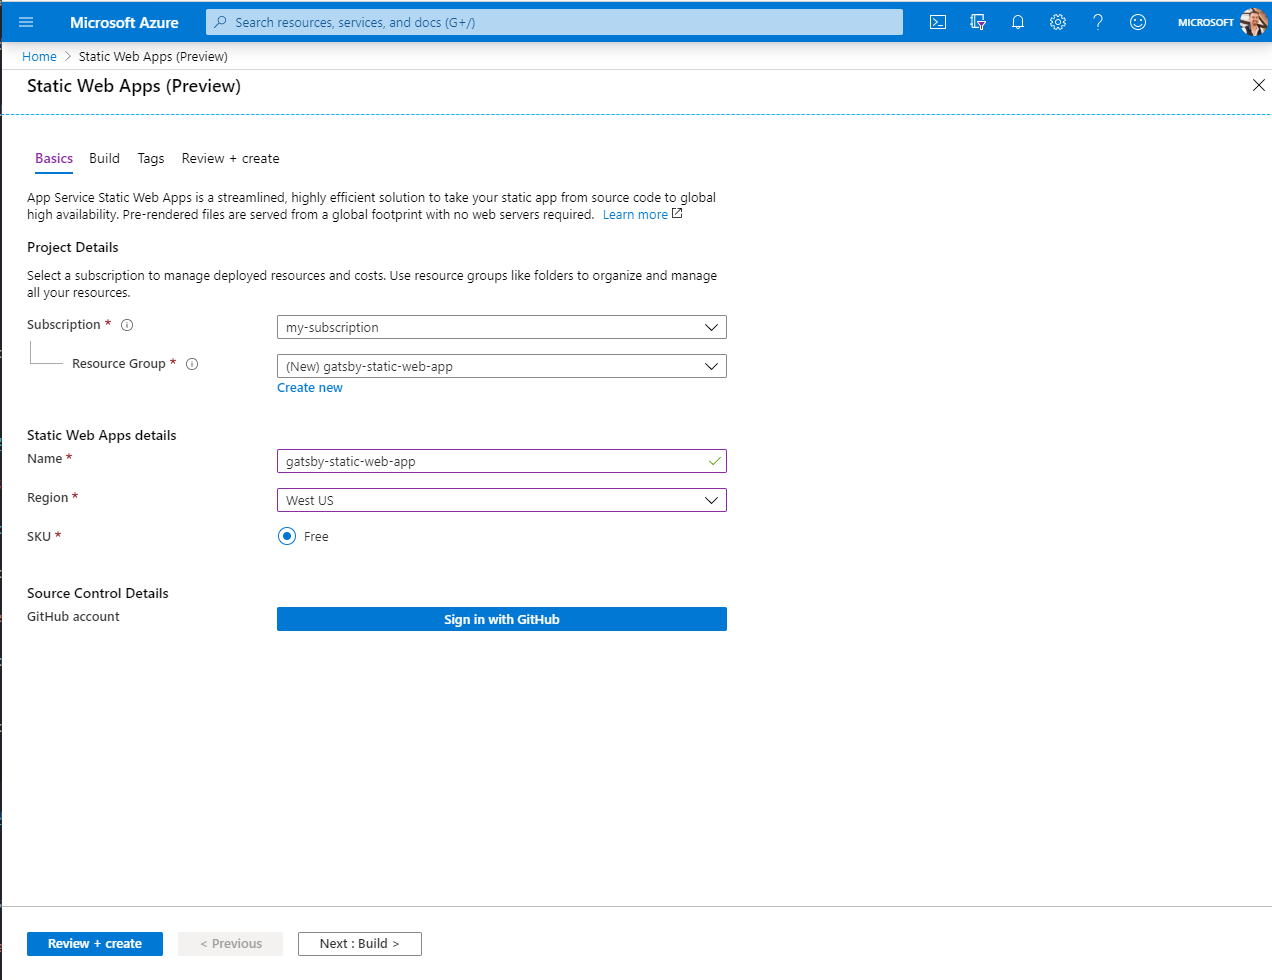 Microsoft Azure
Search resources, services, and docs (G+/)
MICROSOFT
Home > Static Web Apps (Preview)
Static Web Apps (Preview)
Basics Build Tags Review + create
App Service Static Web Apps is a streamlined, highly efficient solution to take your static app from source code to global
high availability. Pre-rendered files are served from a global footprint with no web servers required. Learn more
Project Details
Select a subscription to manage deployed resources and costs. Use resource groups like folders to organize and manage
all your resources.
Subscription *
my-subscription
Resource Group *
(New) gatsby-static-web-app
Create new
Static Web Apps details
Name *
gatsby-static-web-app
Region *
West US
SKU *
Free
Source Control Details
GitHub account
Sign in with GitHub
Review + create
< Previous
Next : Build >